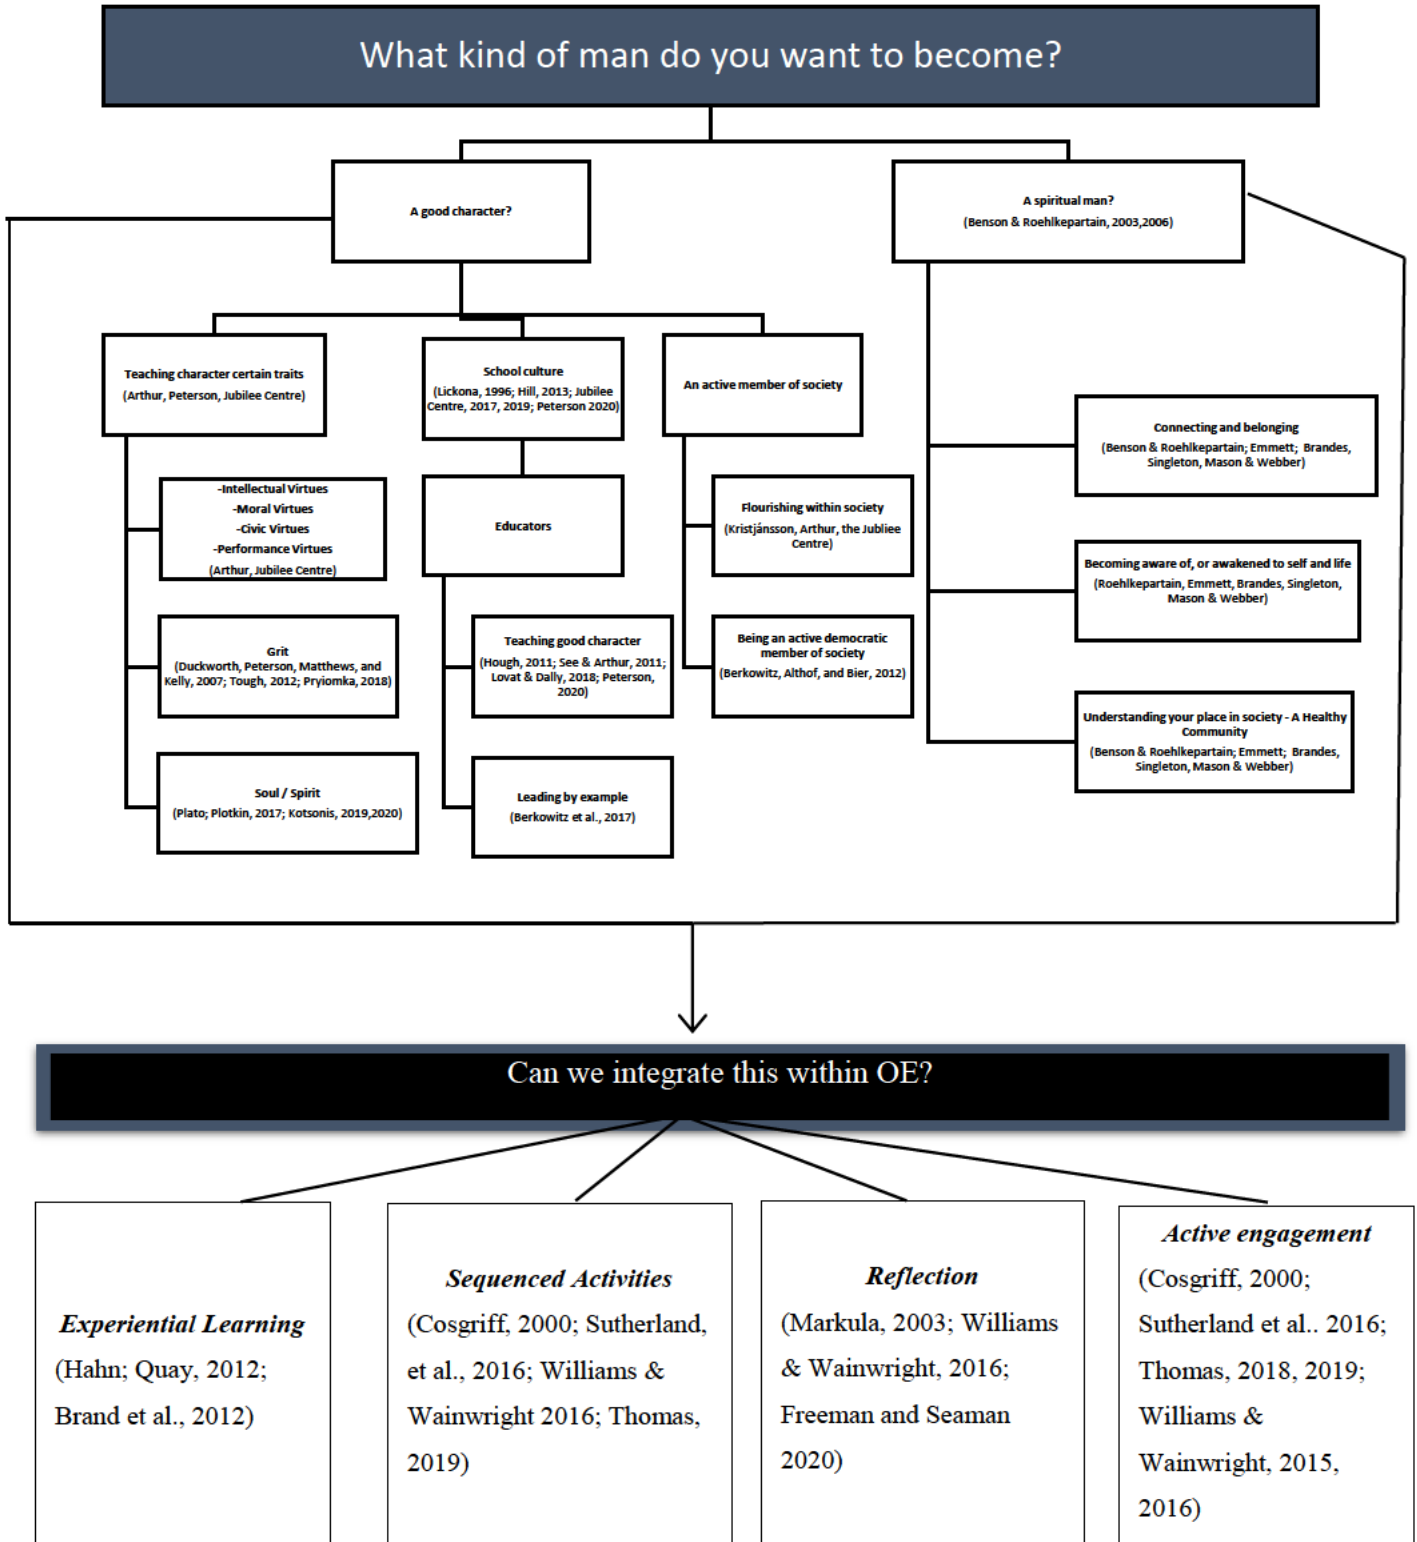 What kind of man do you want to become?
A good character?
A spiritual man?
(Benson & Roehlkepartain, 2003,2006)
Teaching character certain traits
(Arthur, Peterson, Jubilee Centre)
-Intellectual Virtues
-Moral Virtues
-Civic Virtues
-Performance Virtues
(Arthur, Jubilee Centre)
Grit
(Duckworth, Peterson, Matthews, and
Kelly, 2007; Tough, 2012; Pryiomka, 2018)
Soul / Spirit
(Plato; Plotkin, 2017; Kotsonis, 2019,2020)
School culture
(Lickona, 1996; Hill, 2013; Jubilee
Centre, 2017, 2019; Peterson 2020)
Educators
Teaching good character
(Hough, 2011; See & Arthur, 2011;
Lovat & Dally, 2018; Peterson,
2020)
Leading by example
(Berkowitz et al., 2017)
An active member of society
Flourishing within society
(Kristjánsson, Arthur, the Jubliee
Centre)
Being an active democratic
member of society
(Berkowitz, Althof, and Bier, 2012)
Connecting and belonging
(Benson & Roehlkepartain; Emmett; Brandes,
Singleton, Mason & Webber)
Becoming aware of, or awakened to self and life
(Roehlkepartain, Emmett, Brandes, Singleton,
Mason & Webber)
Understanding your place in society - A Healthy
Community
(Benson & Roehlkepartain; Emmett; Brandes,
Singleton, Mason & Webber)
Can we integrate this within OE?
Experiential Learning
(Hahn; Quay, 2012;
Brand et al., 2012)
Sequenced Activities
(Cosgriff, 2000; Sutherland,
et al., 2016; Williams &
Wainwright 2016; Thomas,
2019)
Reflection
(Markula, 2003; Williams
& Wainwright, 2016;
Freeman and Seaman
2020)
Active engagement
(Cosgriff, 2000;
Sutherland et al.. 2016;
Thomas, 2018, 2019;
Williams &
Wainwright, 2015,
2016)